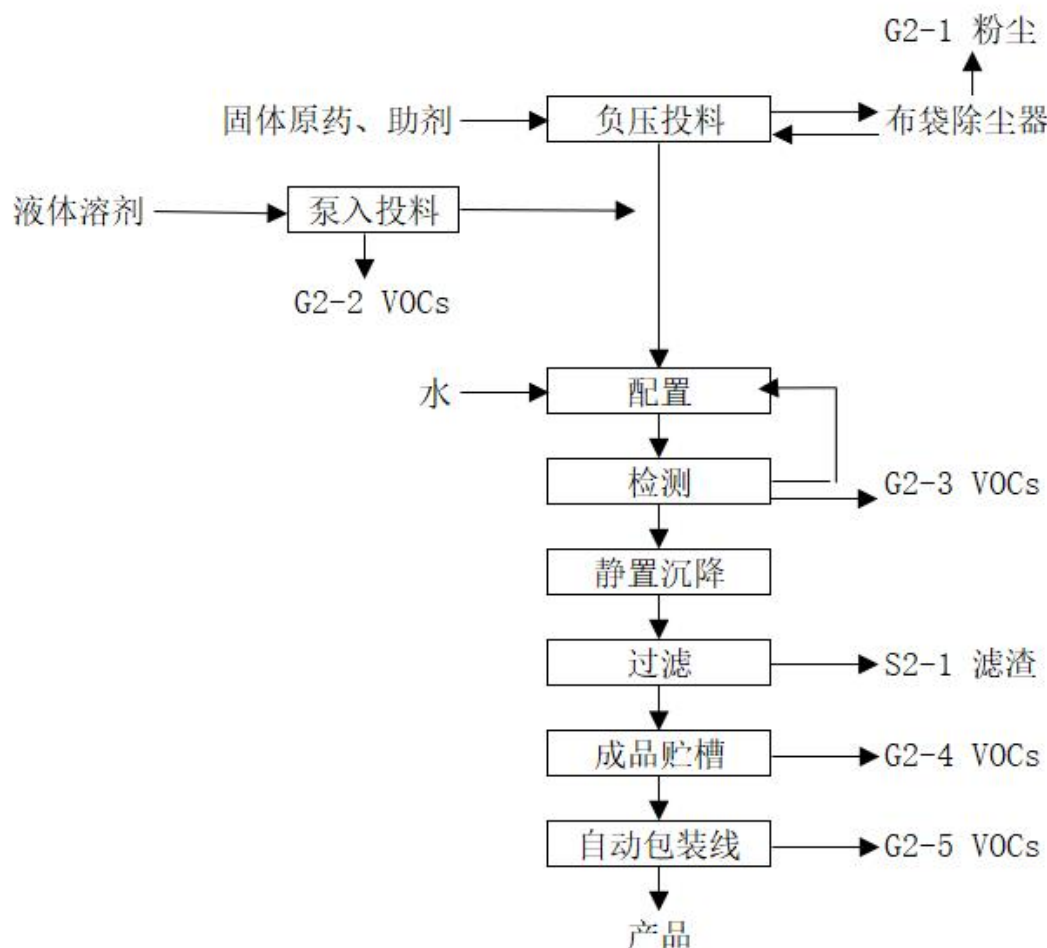 G2-1 粉尘
固体原药、助剂
负压投料
布袋除尘器
液体溶剂
泵入投料
G2-2 VOCs
水
配置
检测
G2-3 VOCs
静置沉降
过滤
S2-1 滤渣
成品贮槽
G2-4 VOCs
自动包装线
G2-5 VOCs
产品